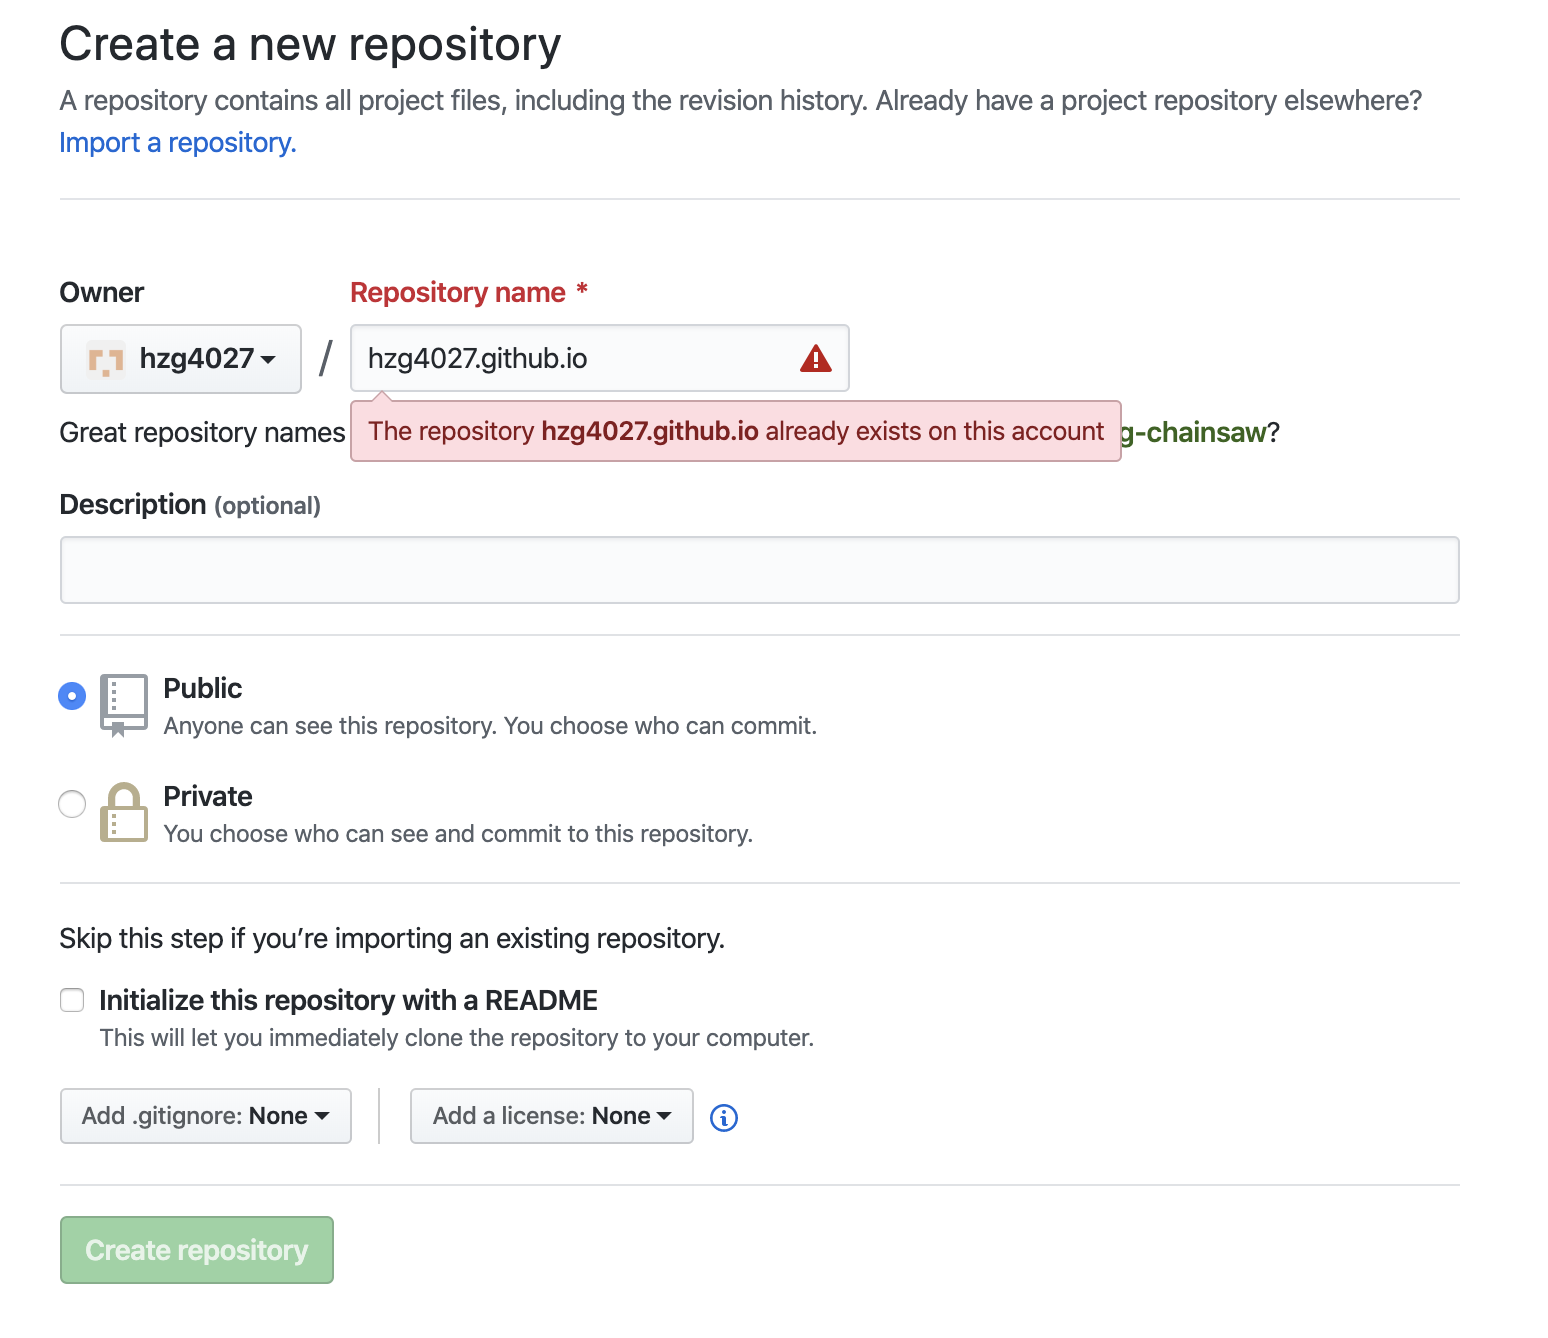 Create a new repository
A repository contains all project files, including the revision history. Already have a project repository elsewhere?
Import a repository.
Owner
Repository name *
hzg4027
/
hzg4027.github.io
Great repository names
The repository hzg4027.github.io already exists on this account
g-chainsaw?
Description (optional)
Public
Anyone can see this repository. You choose who can commit.
Private
You choose who can see and commit to this repository.
Skip this step if you’re importing an existing repository.
Initialize this repository with a README
This will let you immediately clone the repository to your computer.
Add .gitignore: None
Add a license: None
Create repository